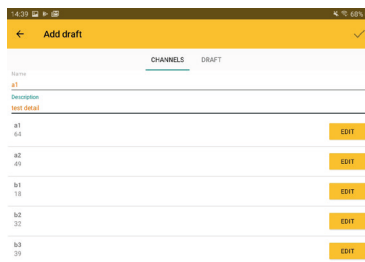 14:39 68%
Add draft
CHANNELS DRAFT
Name
a1
Description
test detail
a1
64 EDIT
a2
49 EDIT
b1
18 EDIT
b2
32 EDIT
b3
39 EDIT